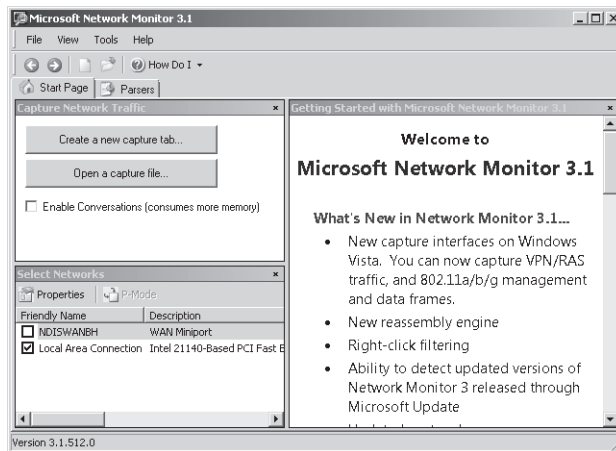 Microsoft Network Monitor 3.1
File View Tools Help
How Do I
Start Page Parsers
Capture Network Traffic
Create a new capture tab...
Open a capture file...
Enable Conversations (consumes more memory)
Select Networks
Properties P-Mode
Friendly Name Description
NDISWANBH WAN Miniport
Local Area Connection Intel 21140-Based PCI Fast
Getting Started with Microsoft Network Monitor 3.1
Welcome to
Microsoft Network Monitor 3.1
What's New in Network Monitor 3.1...
• New capture interfaces on Windows
Vista. You can now capture VPN/RAS
traffic, and 802.11a/b/g management
and data frames.
• New reassembly engine
• Right-click filtering
• Ability to detect updated versions of
Network Monitor 3 released through
Microsoft Update
Version 3.1.512.0